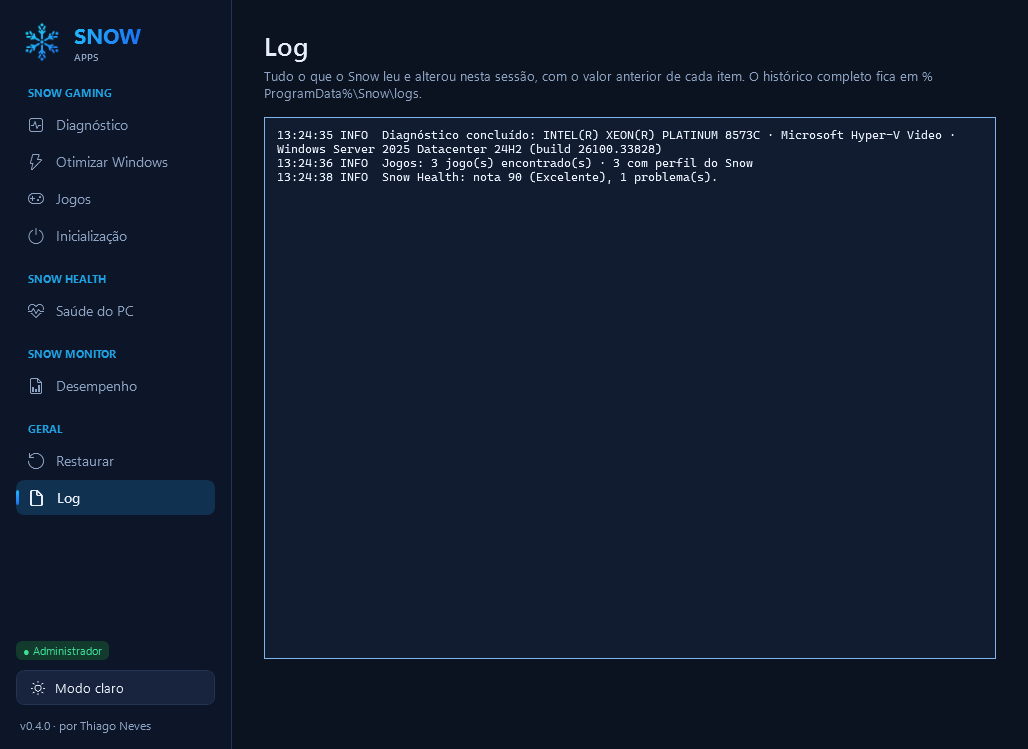 SNOW
APPS
SNOW GAMING
Diagnóstico
Otimizar Windows
Jogos
Inicialização
SNOW HEALTH
Saúde do PC
SNOW MONITOR
Desempenho
GERAL
Restaurar
Log
● Administrador
Modo claro
v0.4.0 · por Thiago Neves
Log
Tudo o que o Snow leu e alterou nesta sessão, com o valor anterior de cada item. O histórico completo fica em %
ProgramData%\Snow\logs.
13:24:35 INFO  Diagnóstico concluído: INTEL(R) XEON(R) PLATINUM 8573C · Microsoft Hyper-V Video ·
Windows Server 2025 Datacenter 24H2 (build 26100.33828)
13:24:36 INFO  Jogos: 3 jogo(s) encontrado(s) · 3 com perfil do Snow
13:24:38 INFO  Snow Health: nota 90 (Excelente), 1 problema(s).